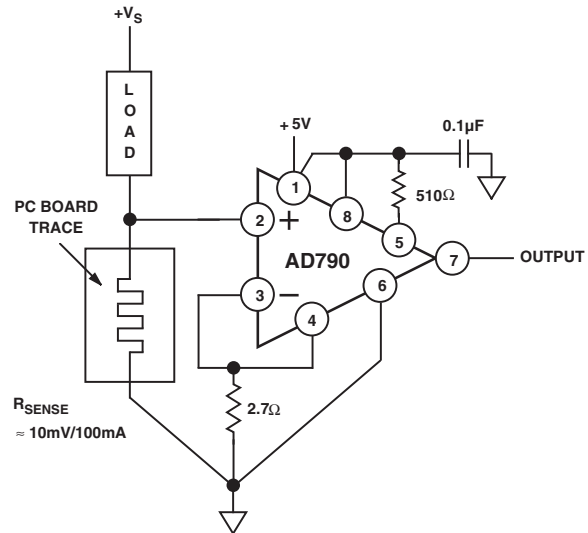 +VS
LOAD
+5V
0.1µF
1
510Ω
PC BOARD
TRACE
2
+
8
5
AD790
7
OUTPUT
3
–
6
4
RSENSE
≈ 10mV/100mA
2.7Ω